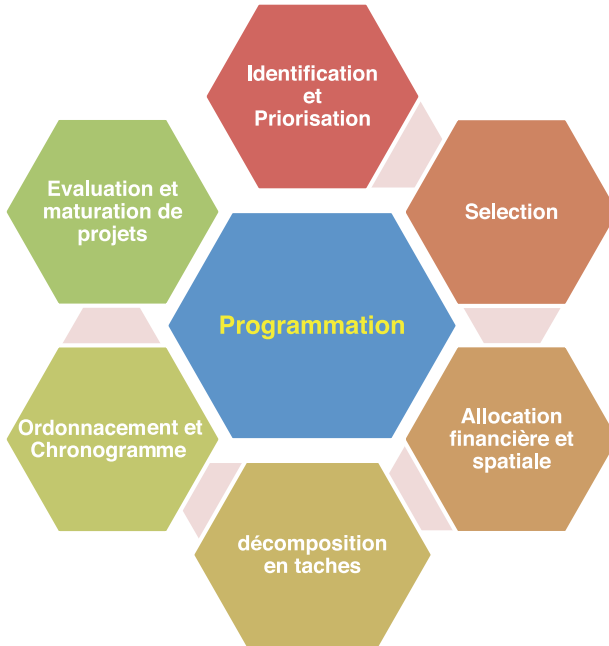 Identification
et
Priorisation
Selection
Allocation
financière et
spatiale
décomposition
en taches
Ordonnacement et
Chronogramme
Evaluation et
maturation de
projets
Programmation